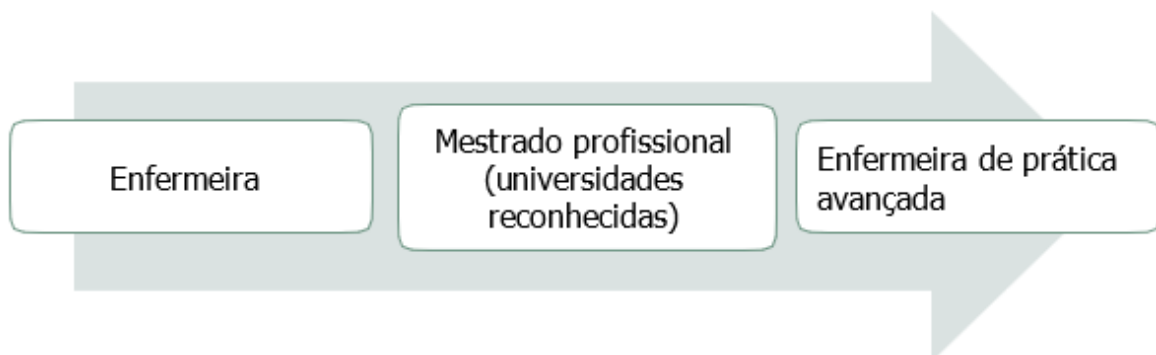 Enfermeira
Mestrado profissional
(universidades
reconhecidas)
Enfermeira de prática
avançada